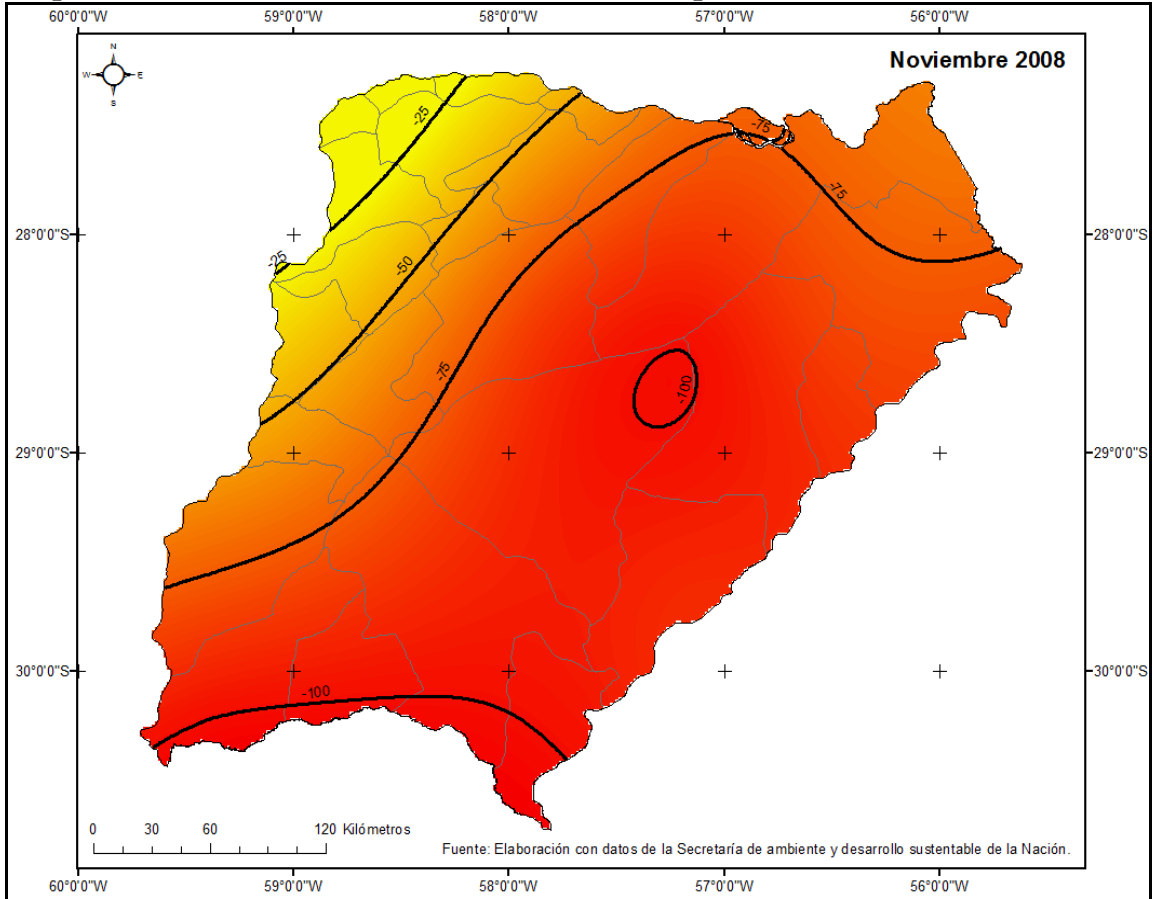 60°0'0"W 59°0'0"W 58°0'0"W 57°0'0"W 56°0'0"W
N
W E
S
Noviembre 2008
-25
-75
-75
28°0'0"S 28°0'0"S
-25
-50
-75
-100
29°0'0"S 29°0'0"S
30°0'0"S 30°0'0"S
-100
0 30 60 120 Kilómetros
Fuente: Elaboración con datos de la Secretaría de ambiente y desarrollo sustentable de la Nación.
60°0'0"W 59°0'0"W 58°0'0"W 57°0'0"W 56°0'0"W